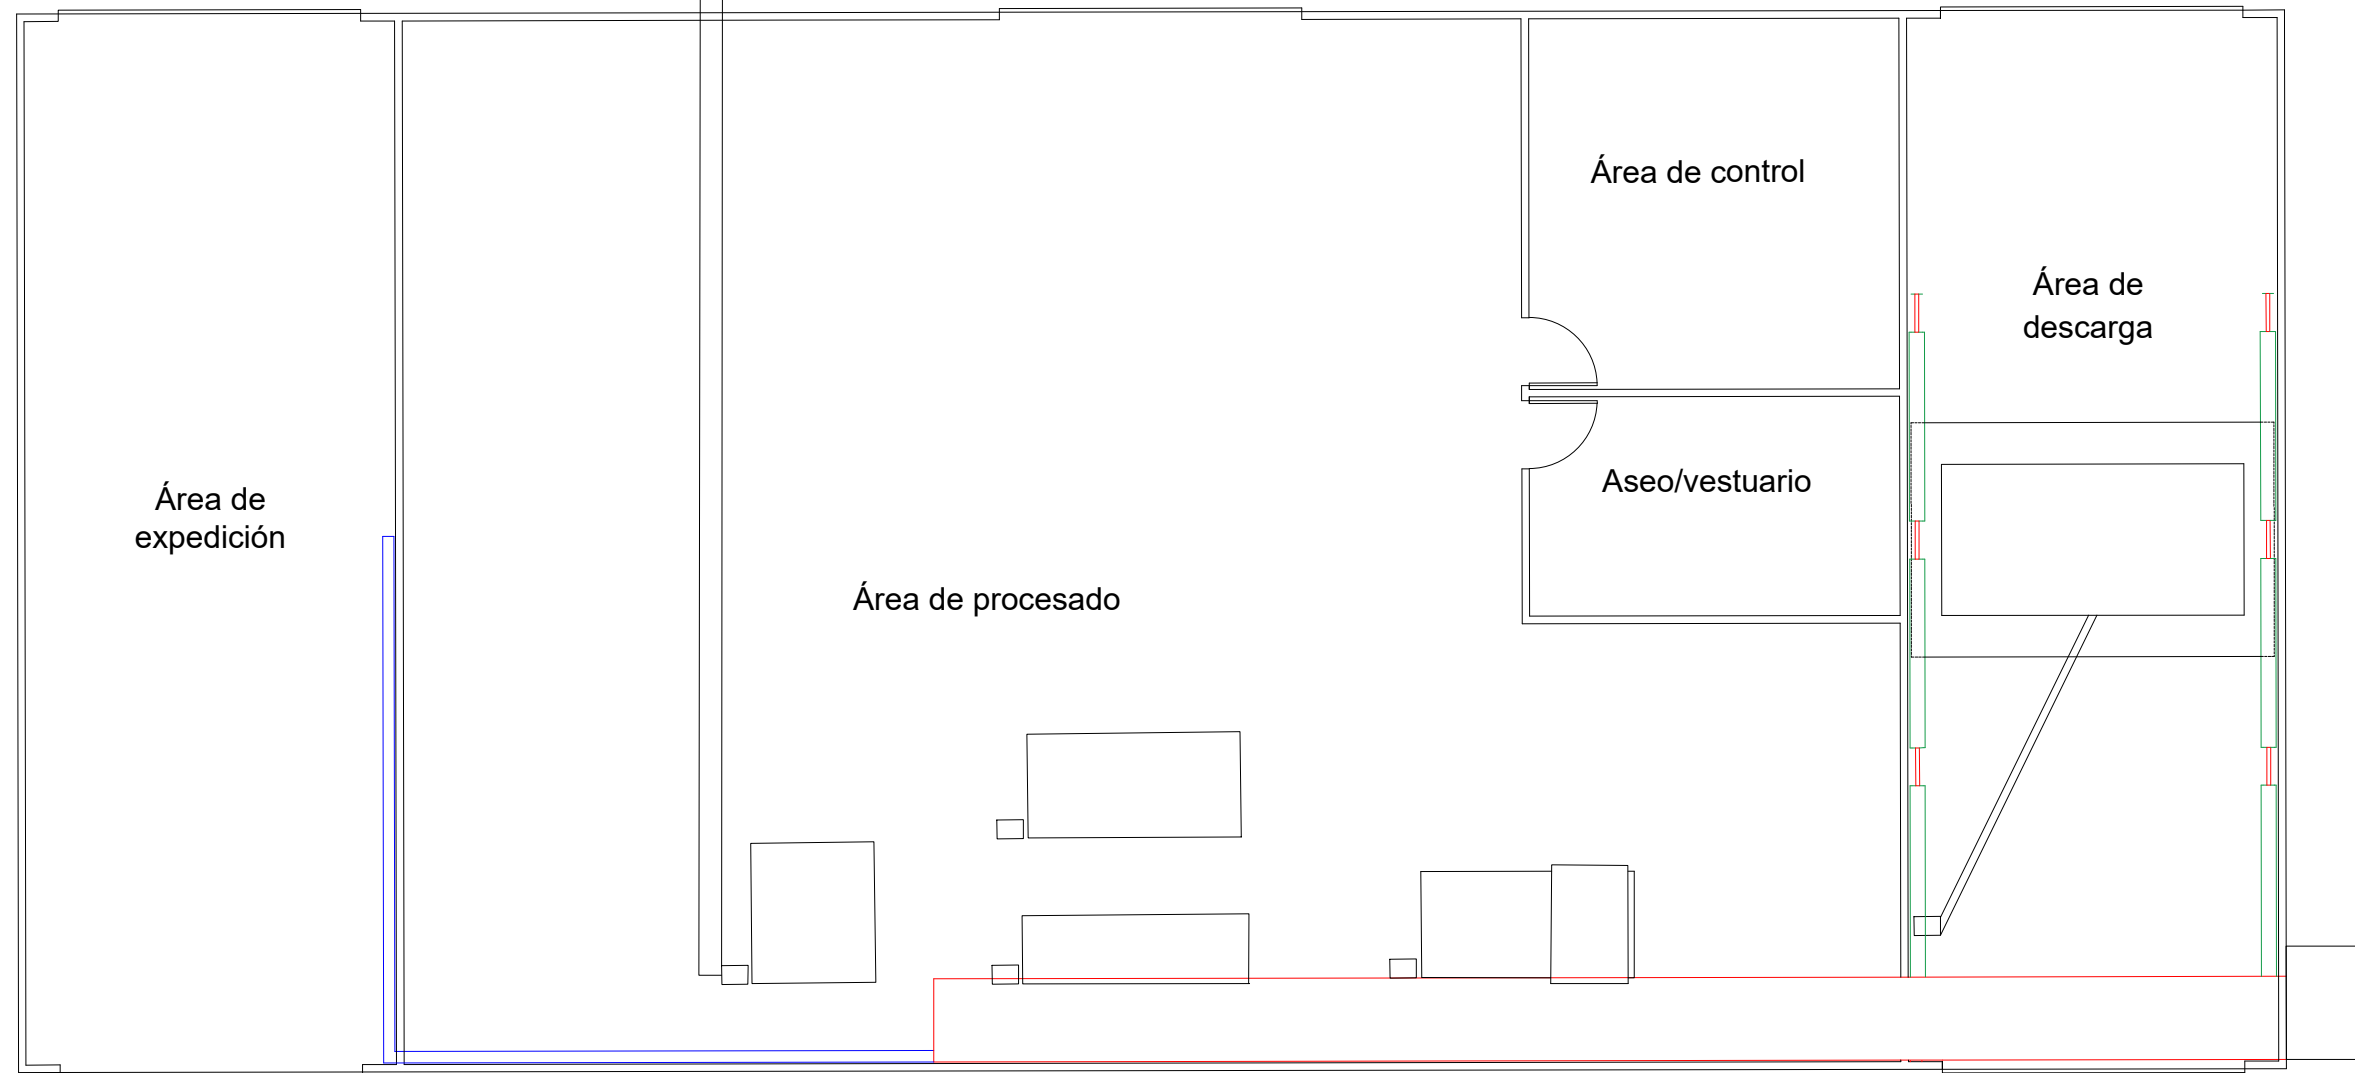 Área de control
Área de
descarga
Aseo/vestuario
Área de
expedición
Área de procesado